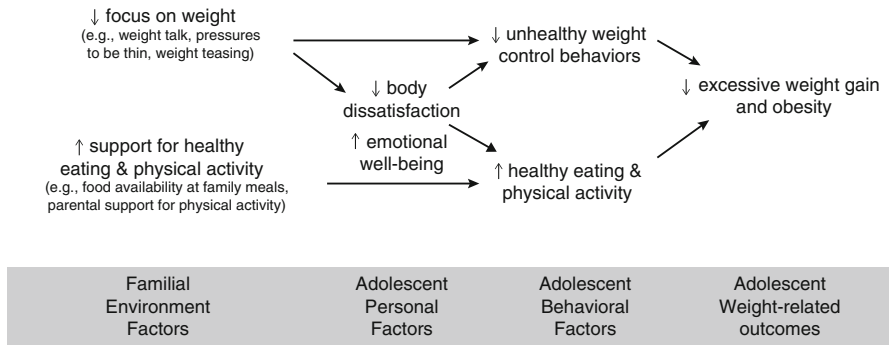 ↓ focus on weight
(e.g., weight talk, pressures
to be thin, weight teasing)
↓ unhealthy weight
control behaviors
↓ body
dissatisfaction
↑ emotional
well-being
↓ excessive weight gain
and obesity
↑ support for healthy
eating & physical activity
(e.g., food availability at family meals,
parental support for physical activity)
↑ healthy eating &
physical activity
Familial
Environment
Factors
Adolescent
Personal
Factors
Adolescent
Behavioral
Factors
Adolescent
Weight-related
outcomes